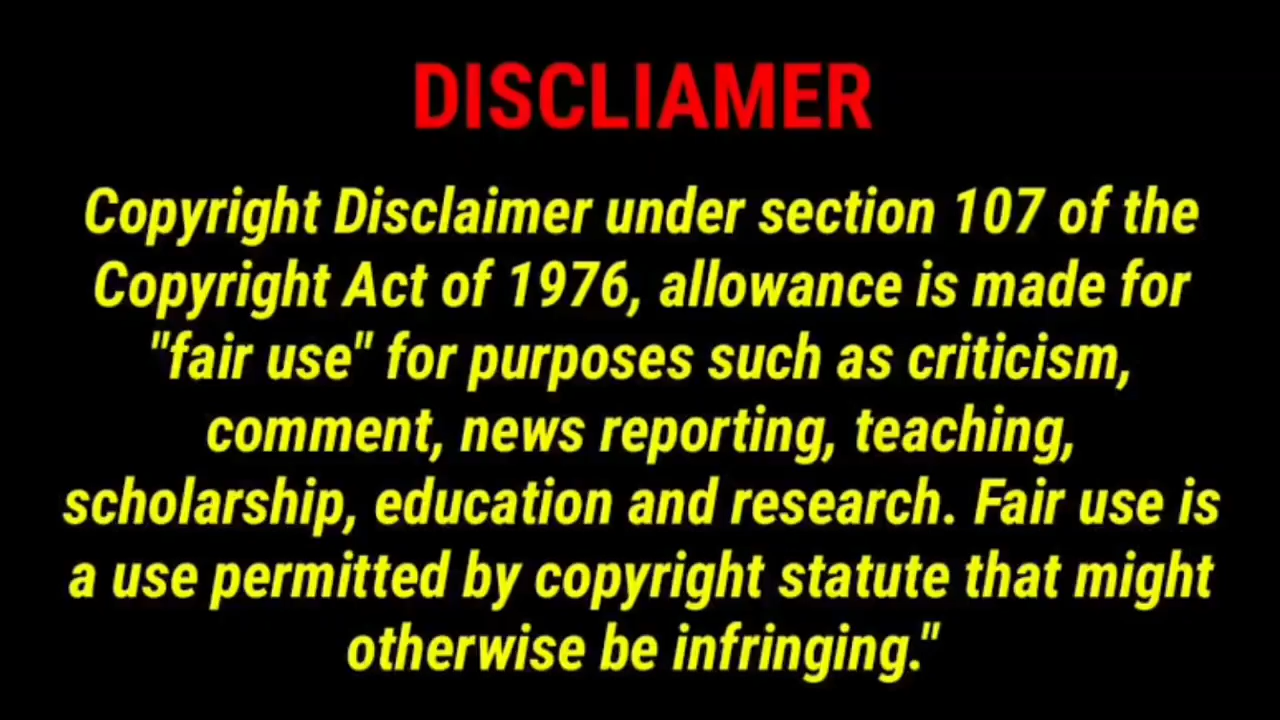 DISCLIAMER
Copyright Disclaimer under section 107 of the
Copyright Act of 1976, allowance is made for
"fair use" for purposes such as criticism,
comment, news reporting, teaching,
scholarship, education and research. Fair use is
a use permitted by copyright statute that might
otherwise be infringing."